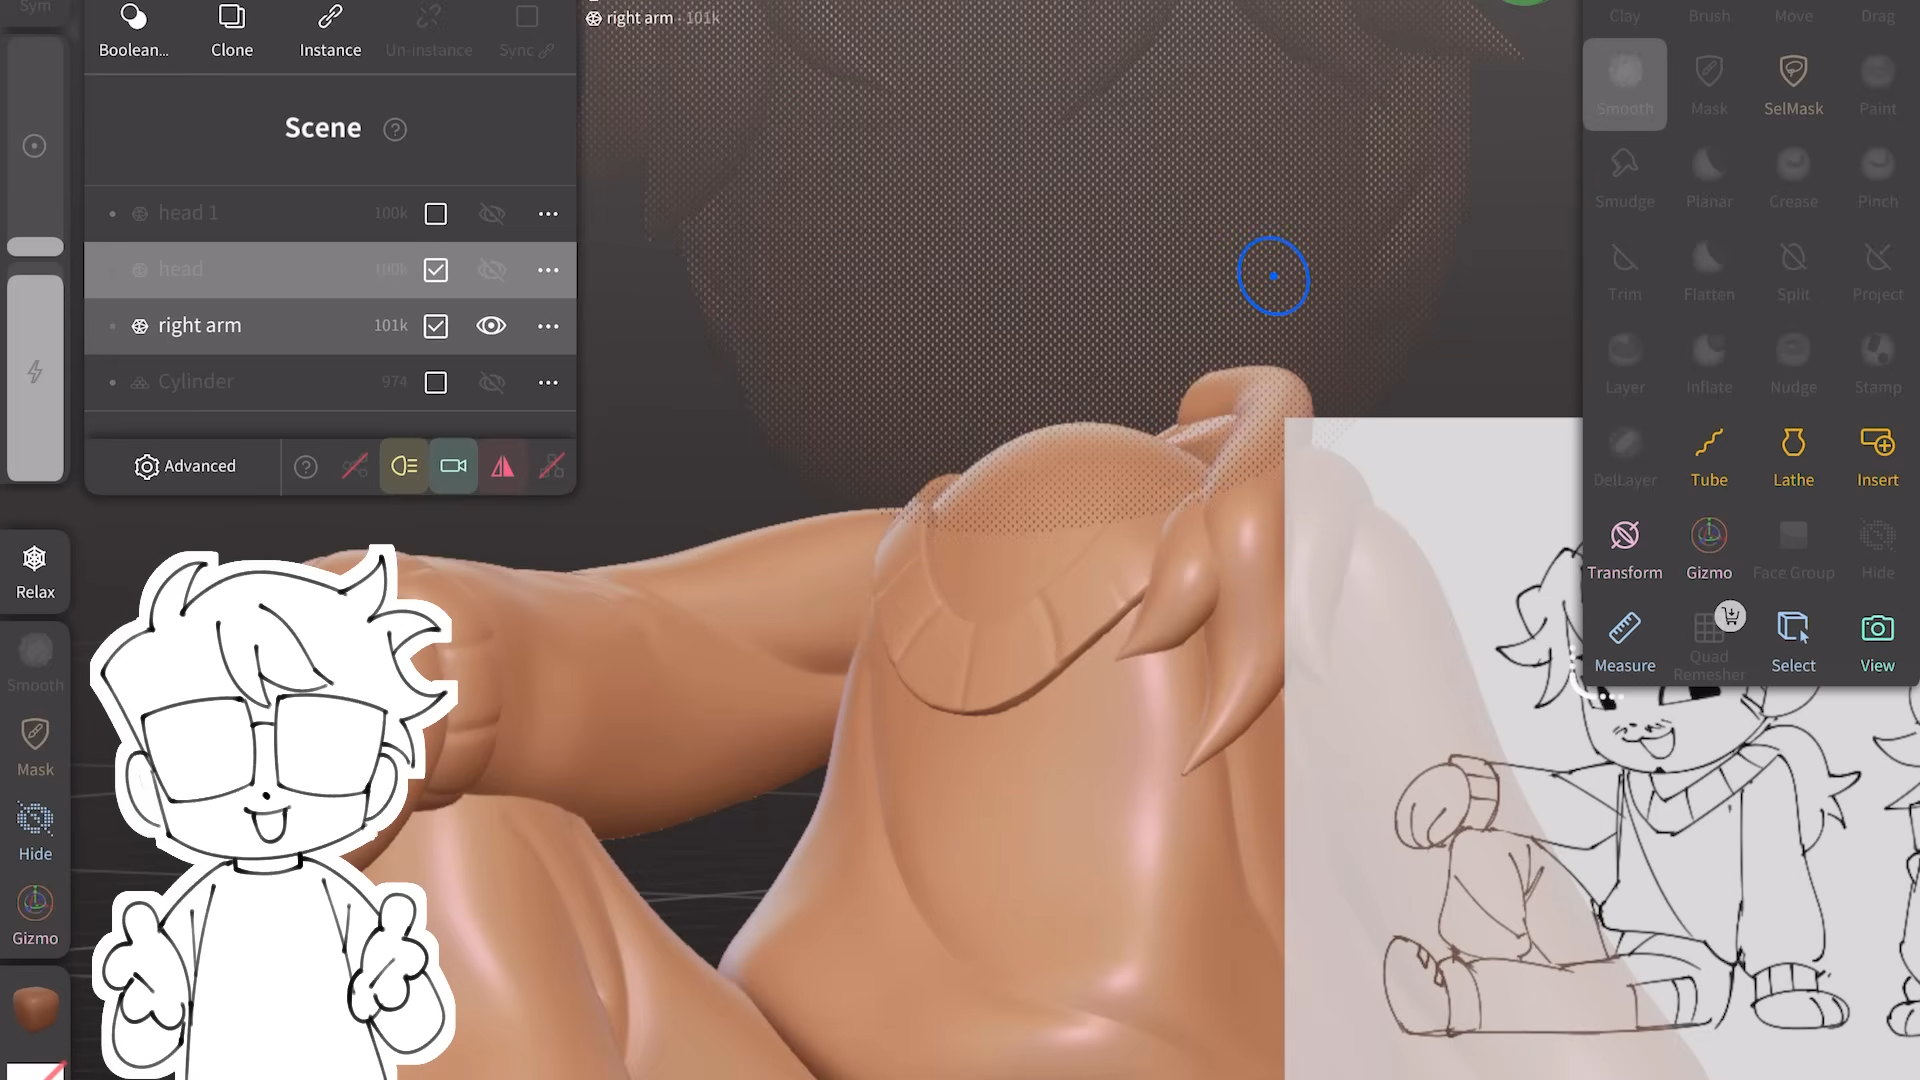 Sym
Boolean...
Clone
Instance
Un-instance
Sync
right arm · 101k
Scene
head 1
100k
head
100k
right arm
101k
Cylinder
974
Advanced
Relax
Smooth
Mask
Hide
Gizmo
Clay
Brush
Move
Drag
Smooth
Mask
SelMask
Paint
Smudge
Planar
Crease
Pinch
Trim
Flatten
Split
Project
Layer
Inflate
Nudge
Stamp
DelLayer
Tube
Lathe
Insert
Transform
Gizmo
Face Group
Hide
Measure
Quad
Remesher
Select
View